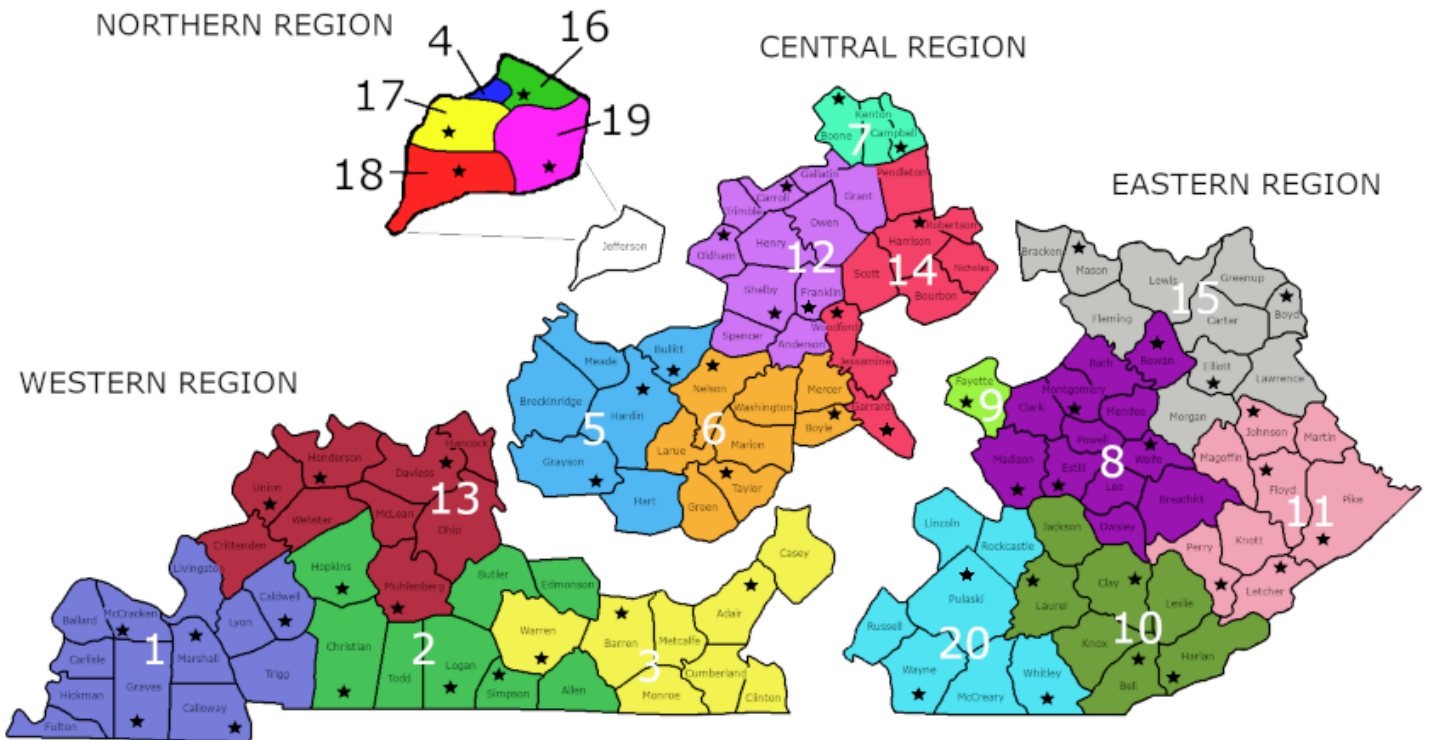 NORTHERN REGION
4
16
17
19
18
Jefferson
CENTRAL REGION
Kenton
Boone
Campbell
7
Gallatin
Pendleton
Carroll
Grant
Trimble
Owen
Robertson
Oldham
Henry
12
Harrison
14
Nicholas
Scott
Shelby
Franklin
Bourbon
Woodford
Spencer
Anderson
Jessamine
Meade
Bullitt
Nelson
Mercer
Breckinridge
Hardin
Washington
Garrard
5
6
Boyle
Larue
Marion
Grayson
Taylor
Hart
Green
EASTERN REGION
Bracken
Mason
Lewis
Greenup
15
Fleming
Carter
Boyd
Rowan
Bath
Elliott
Lawrence
Fayette
9
Montgomery
Clark
Menifee
Morgan
Johnson
Martin
Powell
Magoffin
Madison
Estill
8
Wolfe
Floyd
Lee
Breathitt
Pike
11
Lincoln
Jackson
Owsley
Rockcastle
Perry
Knott
Letcher
Pulaski
Laurel
Clay
Leslie
Russell
20
Knox
10
Harlan
Wayne
Whitley
McCreary
Bell
WESTERN REGION
Henderson
Daviess
Hancock
Union
13
Webster
McLean
Ohio
Crittenden
Livingston
Hopkins
Muhlenberg
Butler
Edmonson
Casey
Caldwell
Ballard
McCracken
Lyon
Adair
Warren
Barren
Metcalfe
Carlisle
1
Marshall
Christian
2
3
Graves
Trigg
Todd
Logan
Simpson
Allen
Cumberland
Hickman
Calloway
Monroe
Clinton
Fulton